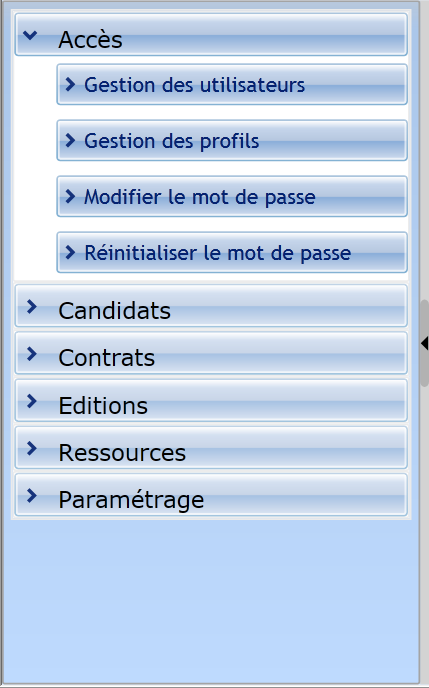 Accès
Gestion des utilisateurs
Gestion des profils
Modifier le mot de passe
Réinitialiser le mot de passe
Candidats
Contrats
Editions
Ressources
Paramétrage